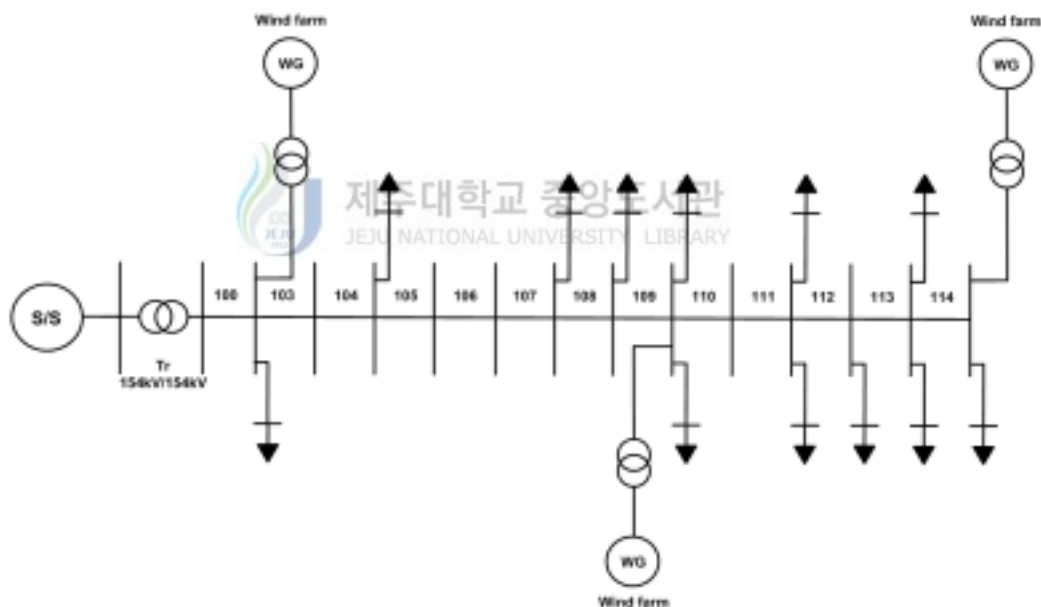 Wind farm
Wind farm
WG
WG
제주대학교 중앙도서관
JEJU NATIONAL UNIVERSITY LIBRARY
JEJU
1952
100
103
104
105
106
107
108
109
110
111
112
113
114
S/S
Tr
154kV/154kV
WG
Wind farm